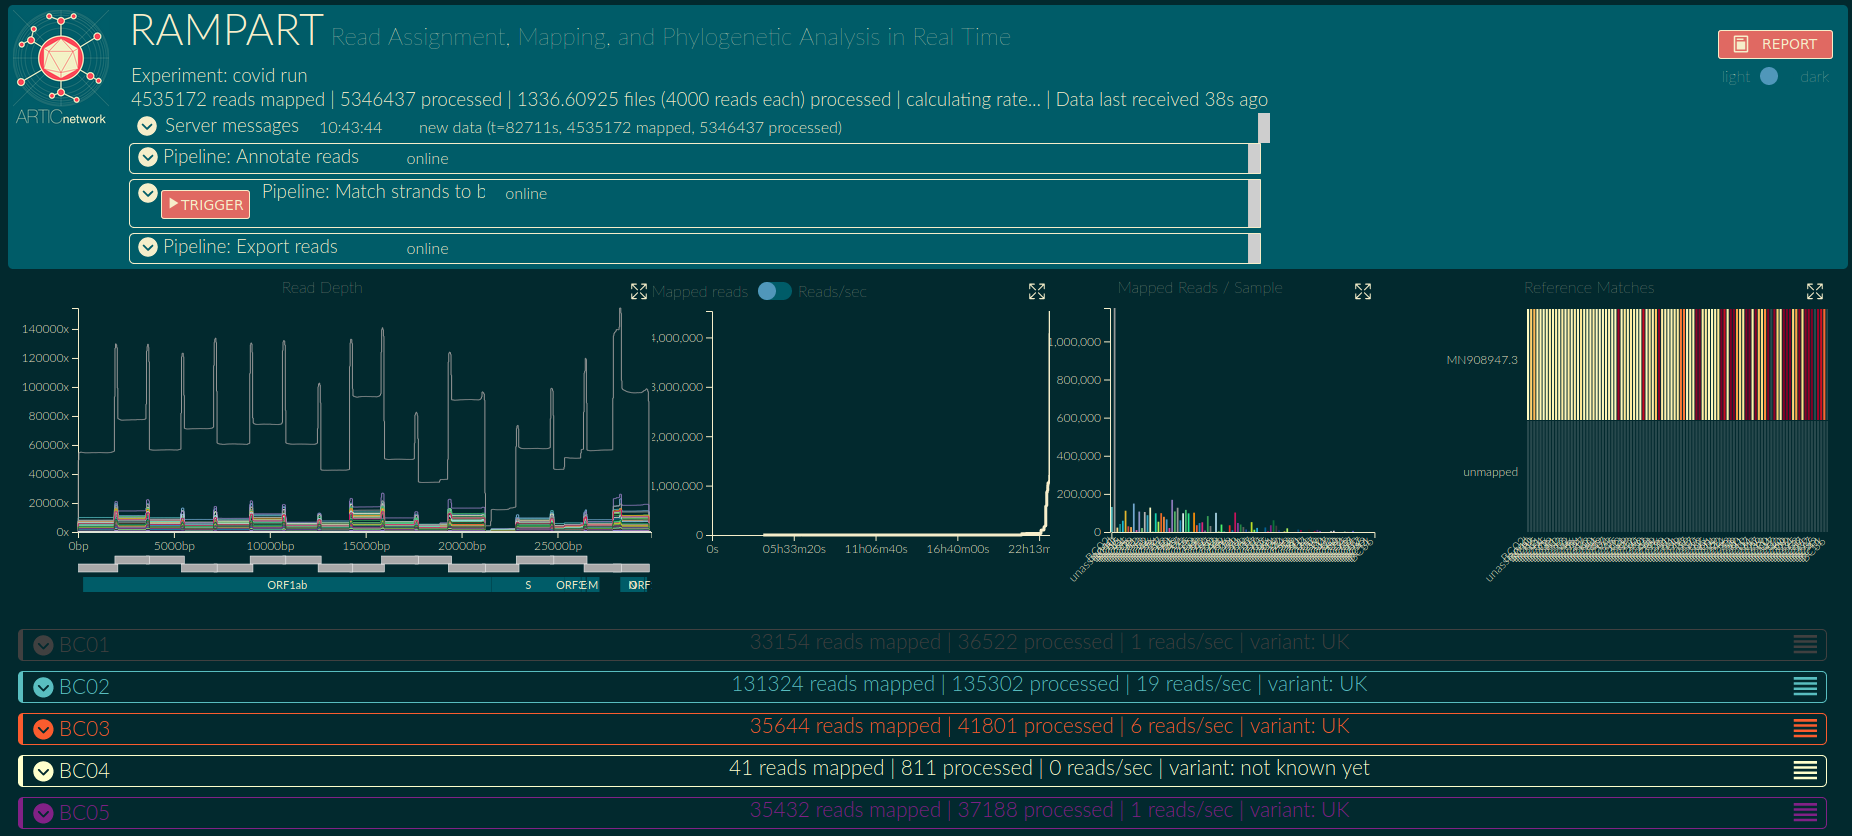 RAMPART Read Assignment, Mapping, and Phylogenetic Analysis in Real Time
REPORT
light dark
Experiment: covid run
4535172 reads mapped | 5346437 processed | 1336.60925 files (4000 reads each) processed | calculating rate... | Data last received 38s ago
ARTICnetwork
Server messages 10:43:44 new data (t=82711s, 4535172 mapped, 5346437 processed)
Pipeline: Annotate reads online
TRIGGER Pipeline: Match strands to b online
Pipeline: Export reads online
Read Depth
140000x
120000x
100000x
80000x
60000x
40000x
20000x
0x
0bp 5000bp 10000bp 15000bp 20000bp 25000bp
ORF1ab S ORF3 E M N ORF
Mapped reads Reads/sec
4,000,000
3,000,000
2,000,000
1,000,000
0
0s 05h33m20s 11h06m40s 16h40m00s 22h13m
Mapped Reads / Sample
1,000,000
800,000
600,000
400,000
200,000
0
Reference Matches
MN908947.3
unmapped
BC01 33154 reads mapped | 36522 processed | 1 reads/sec | variant: UK
BC02 131324 reads mapped | 135302 processed | 19 reads/sec | variant: UK
BC03 35644 reads mapped | 41801 processed | 6 reads/sec | variant: UK
BC04 41 reads mapped | 811 processed | 0 reads/sec | variant: not known yet
BC05 35432 reads mapped | 37188 processed | 1 reads/sec | variant: UK